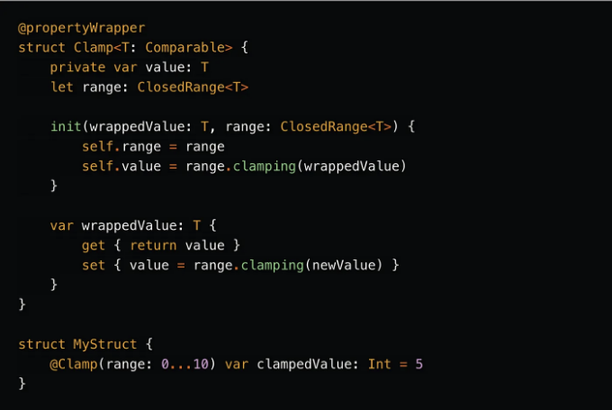 @propertyWrapper
struct Clamp<T: Comparable> {
    private var value: T
    let range: ClosedRange<T>

    init(wrappedValue: T, range: ClosedRange<T>) {
        self.range = range
        self.value = range.clamping(wrappedValue)
    }

    var wrappedValue: T {
        get { return value }
        set { value = range.clamping(newValue) }
    }
}

struct MyStruct {
    @Clamp(range: 0...10) var clampedValue: Int = 5
}